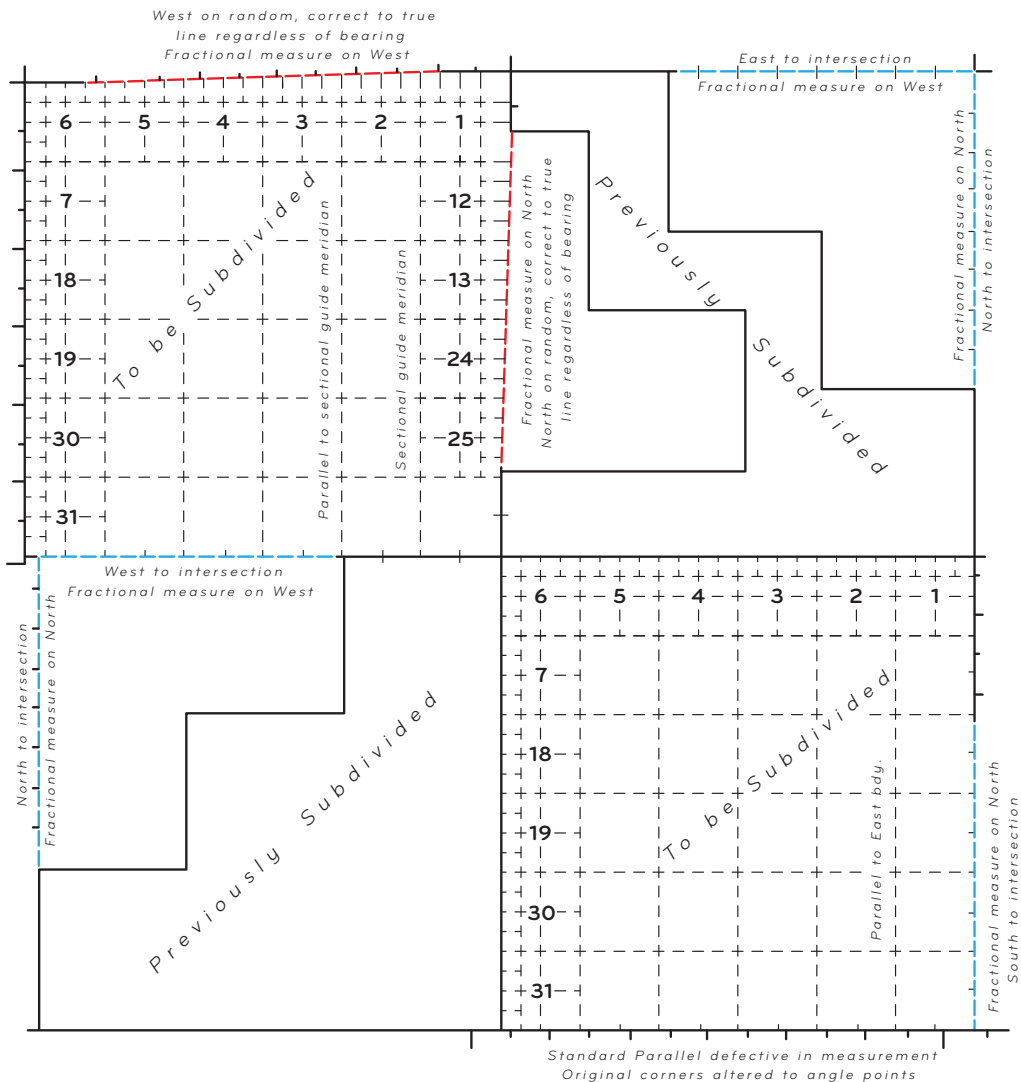 West on random, correct to true
line regardless of bearing
Fractional measure on West
East to intersection
Fractional measure on West
6 5 4 3 2 1
7
18
19
30
31
12
13
24
25
To be Subdivided
Parallel to sectional guide meridian
Sectional guide meridian
Fractional measure on North
North on random, correct to true
line regardless of bearing
Previously Subdivided
Fractional measure on North
North to intersection
West to intersection
Fractional measure on West
North to intersection
Fractional measure on North
Previously Subdivided
6 5 4 3 2 1
7
18
19
30
31
To be Subdivided
Parallel to East bdy.
Fractional measure on North
South to intersection
Standard Parallel defective in measurement
Original corners altered to angle points